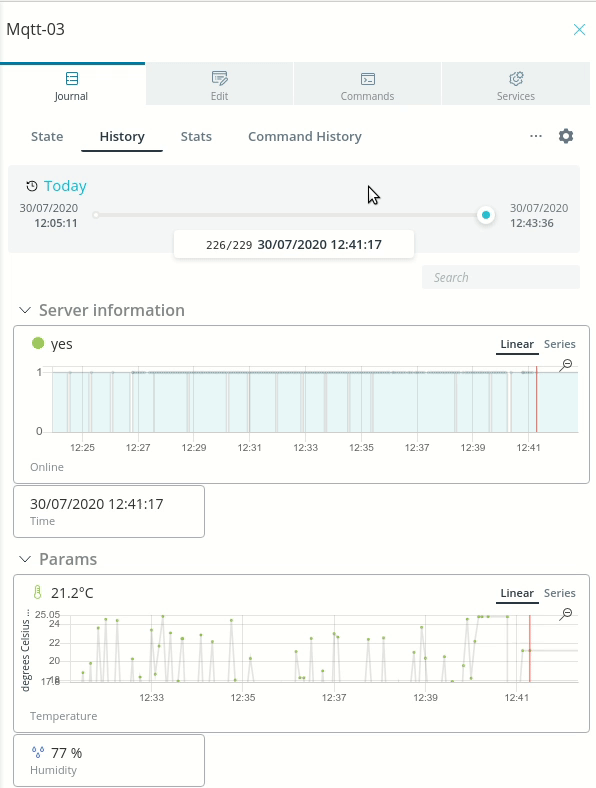 Mqtt-03
Journal Edit Commands Services
State History Stats Command History ...
Today
30/07/2020 30/07/2020
12:05:11 12:43:36
226/229 30/07/2020 12:41:17
Search
Server information
yes Linear Series
1
0
12:25 12:27 12:29 12:31 12:33 12:35 12:37 12:39 12:41
Online
30/07/2020 12:41:17
Time
Params
21.2°C Linear Series
degrees Celsius ...
25.05
24
22
20
12:33 12:35 12:37 12:39 12:41
Temperature
77 %
Humidity